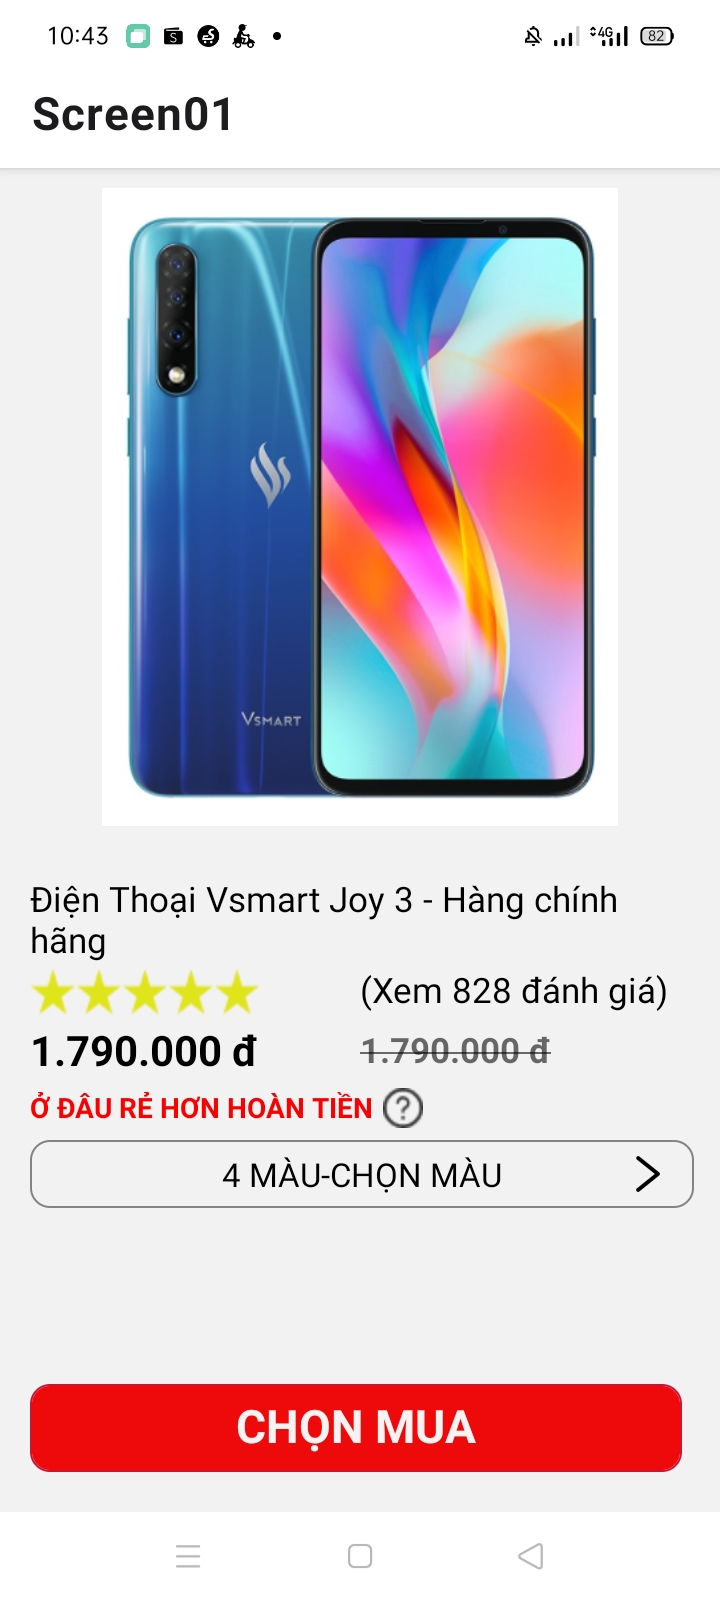 10:43
4G
82
Screen01
VSMART
Điện Thoại Vsmart Joy 3 - Hàng chính
hãng
(Xem 828 đánh giá)
1.790.000 đ
1.790.000 đ
Ở ĐÂU RẺ HƠN HOÀN TIỀN ?
4 MÀU-CHỌN MÀU
CHỌN MUA